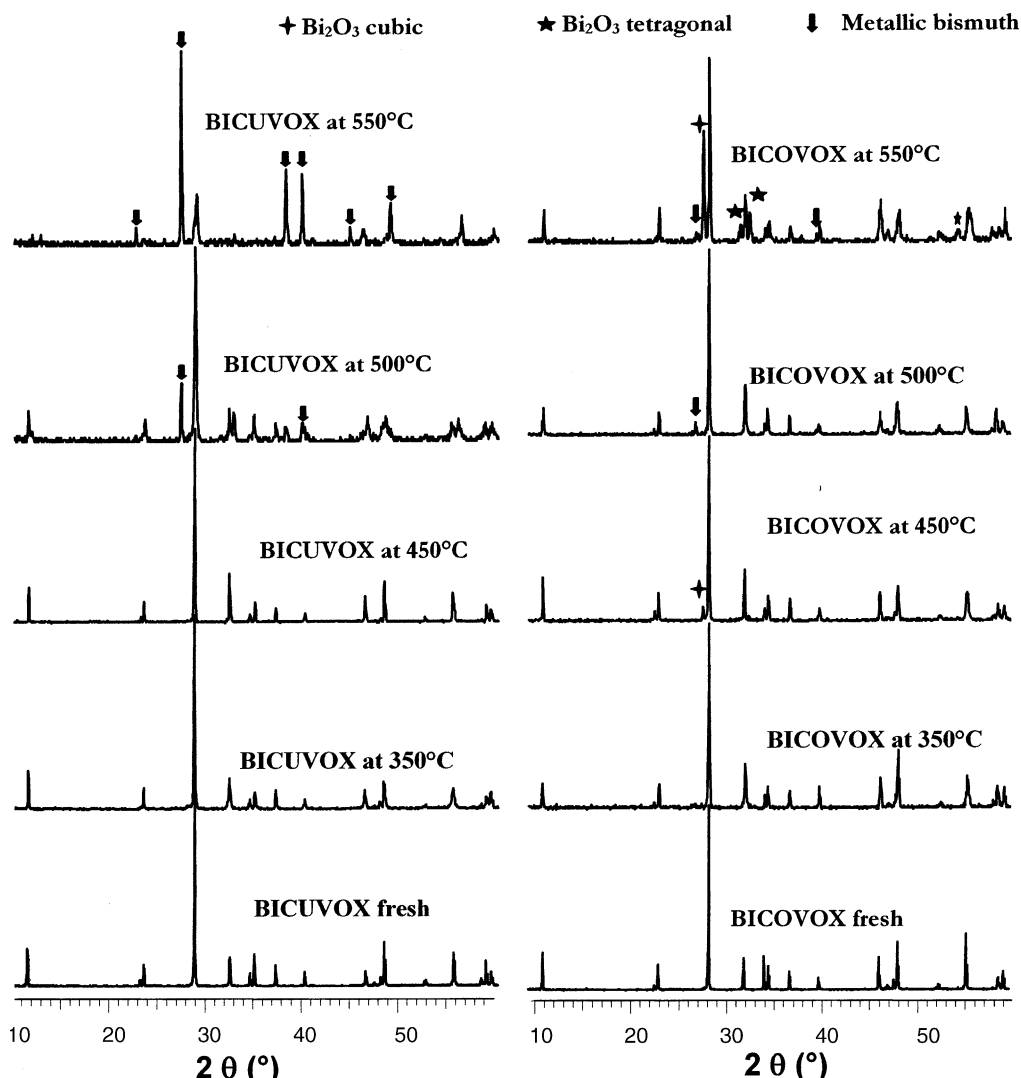 Bi₂O₃ cubic
Bi₂O₃ tetragonal
Metallic bismuth
BICUVOX at 550°C
BICUVOX at 500°C
BICUVOX at 450°C
BICUVOX at 350°C
BICUVOX fresh
10 20 30 40 50
2 θ (°)
BICOVOX at 550°C
BICOVOX at 500°C
BICOVOX at 450°C
BICOVOX at 350°C
BICOVOX fresh
10 20 30 40 50
2 θ (°)